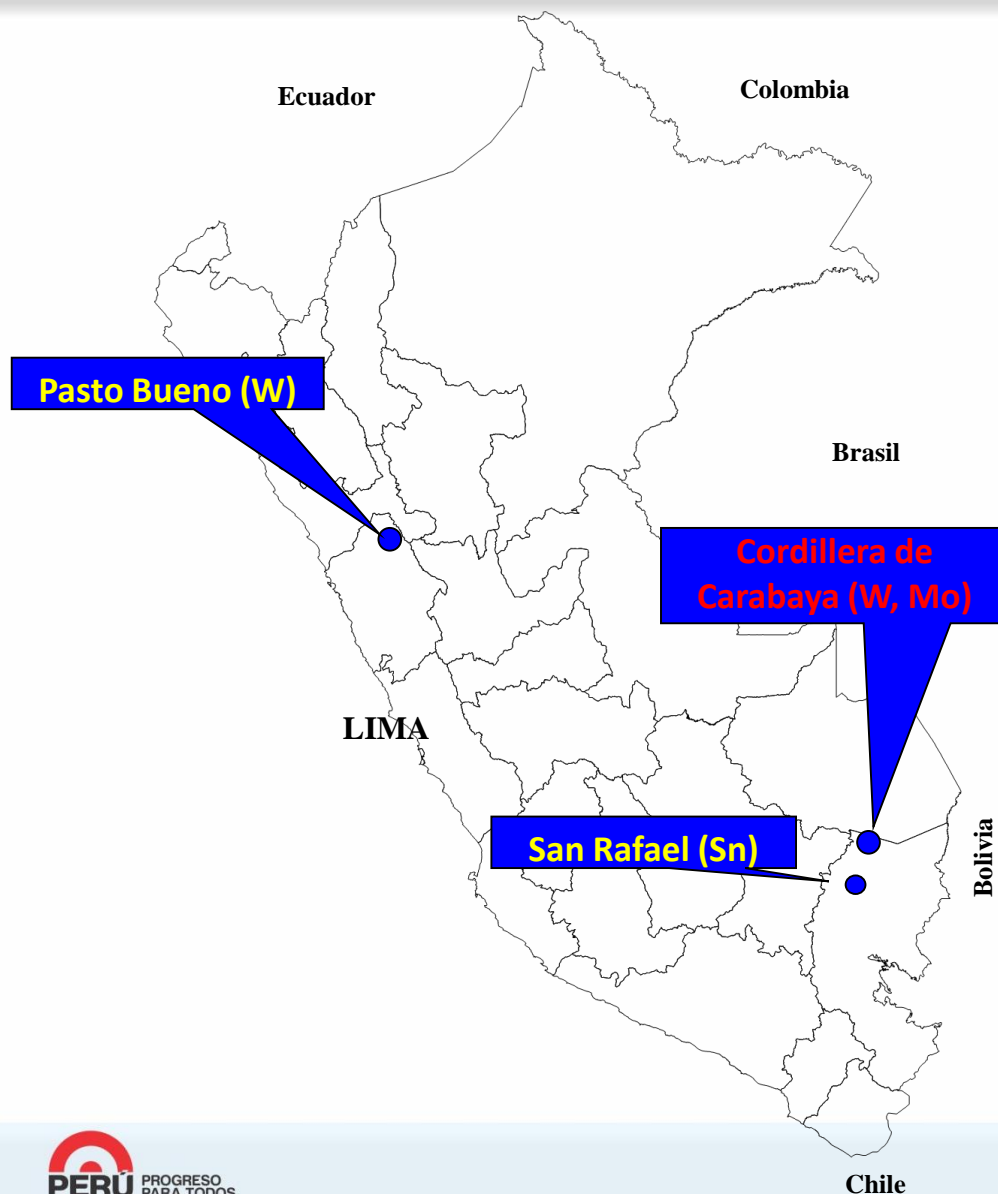 Ecuador
Colombia
Pasto Bueno (W)
Brasil
Cordillera de
Carabaya (W, Mo)
LIMA
San Rafael (Sn)
Bolivia
PERÚ
PROGRESO
PARA TODOS
Chile